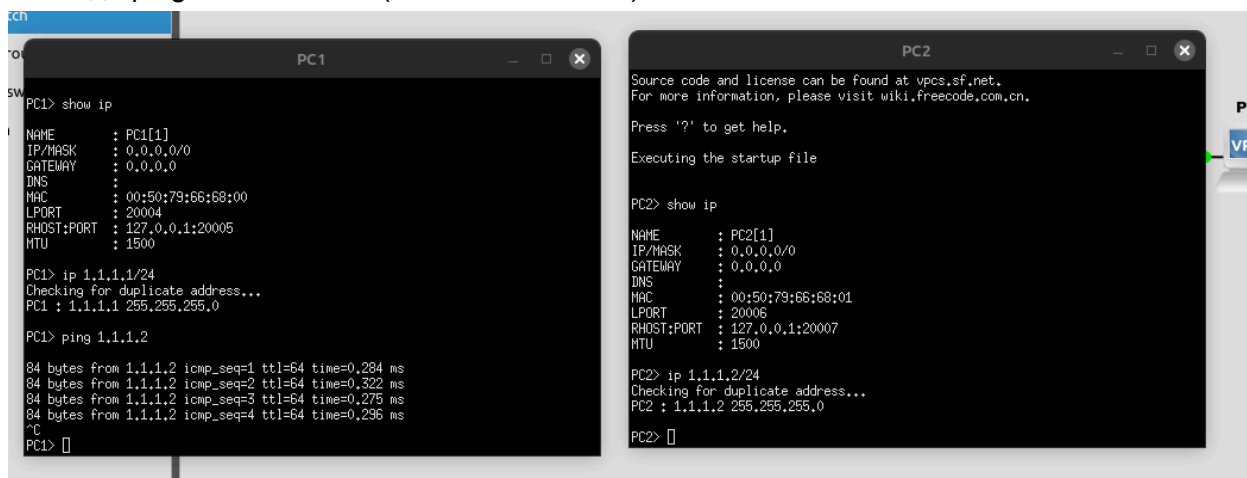 PC1
PC1> show ip
NAME : PC1[1]
IP/MASK : 0.0.0.0/0
GATEWAY : 0.0.0.0
DNS :
MAC : 00:50:79:66:68:00
LPORT : 20004
RHOST:PORT : 127.0.0.1:20005
MTU : 1500
PC1> ip 1.1.1.1/24
Checking for duplicate address...
PC1 : 1.1.1.1 255.255.255.0
PC1> ping 1.1.1.2
84 bytes from 1.1.1.2 icmp_seq=1 ttl=64 time=0.284 ms
84 bytes from 1.1.1.2 icmp_seq=2 ttl=64 time=0.322 ms
84 bytes from 1.1.1.2 icmp_seq=3 ttl=64 time=0.275 ms
84 bytes from 1.1.1.2 icmp_seq=4 ttl=64 time=0.296 ms
^C
PC1>
PC2
Source code and license can be found at vpcs.sf.net.
For more information, please visit wiki.freecode.com.cn.
Press '?' to get help.
Executing the startup file
PC2> show ip
NAME : PC2[1]
IP/MASK : 0.0.0.0/0
GATEWAY : 0.0.0.0
DNS :
MAC : 00:50:79:66:68:01
LPORT : 20006
RHOST:PORT : 127.0.0.1:20007
MTU : 1500
PC2> ip 1.1.1.2/24
Checking for duplicate address...
PC2 : 1.1.1.2 255.255.255.0
PC2>